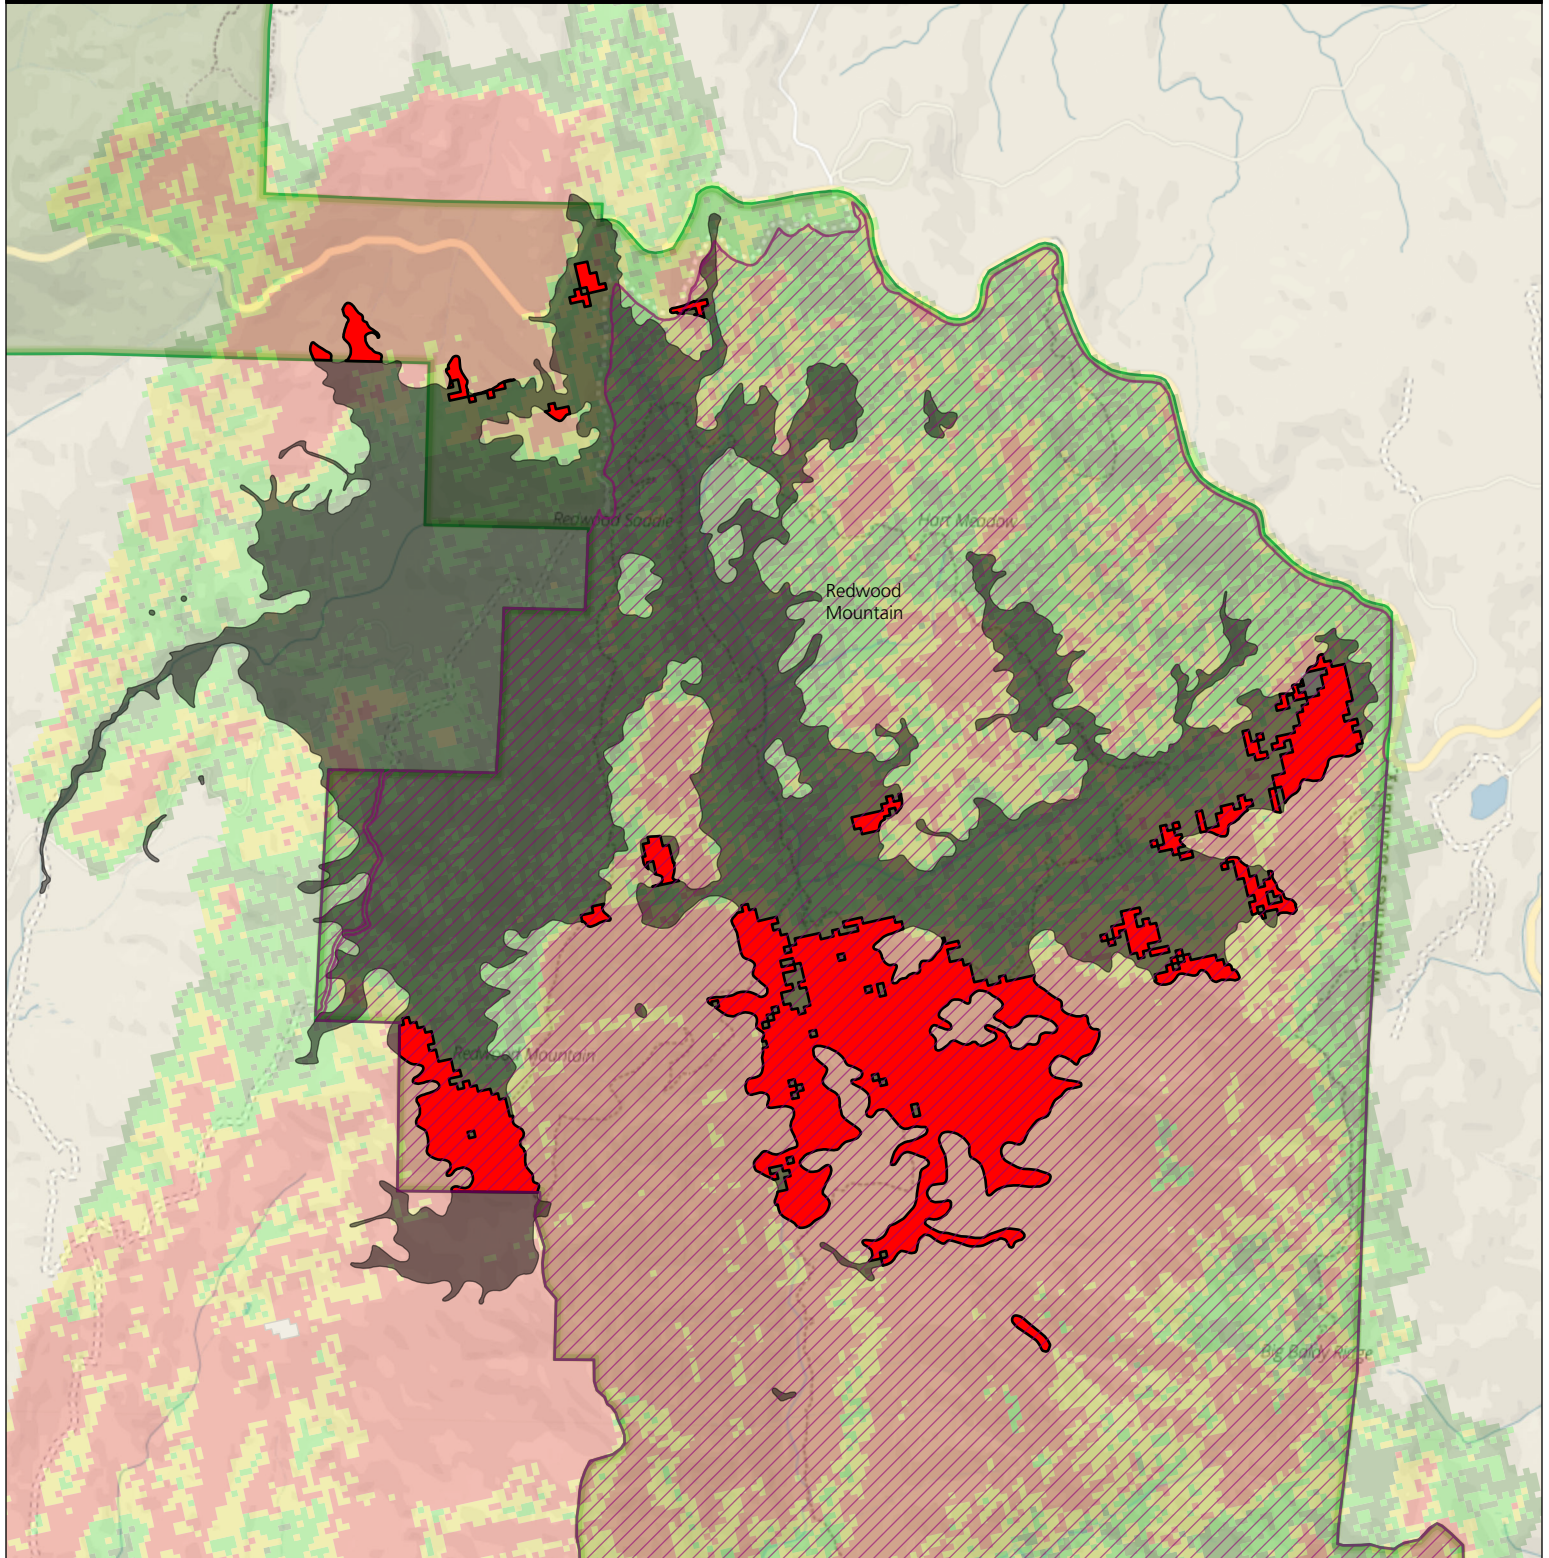 Redwood Saddle
Hart Meadow
Redwood
Mountain
Redwood Mountain
Big Baldy Ridge